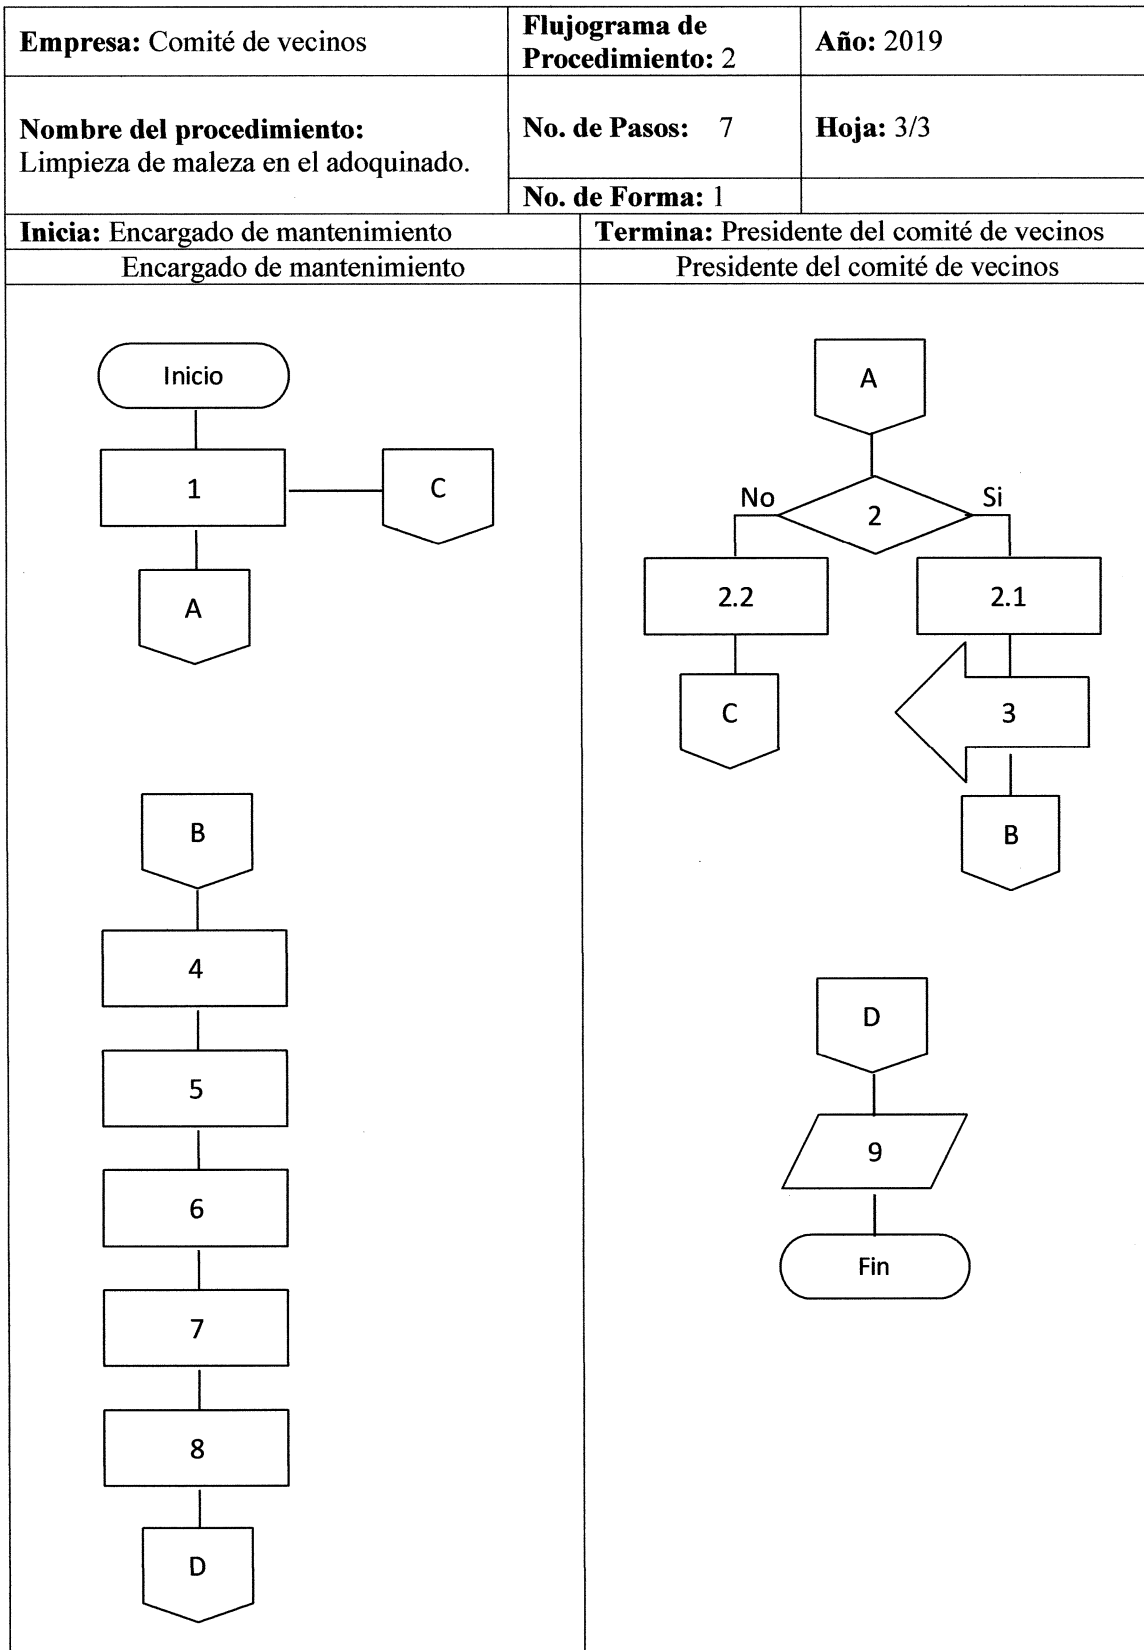 Empresa: Comité de vecinos
Flujograma de
Procedimiento: 2
Año: 2019
Nombre del procedimiento:
Limpieza de maleza en el adoquinado.
No. de Pasos: 7
Hoja: 3/3
No. de Forma: 1
Inicia: Encargado de mantenimiento
Termina: Presidente del comité de vecinos
Encargado de mantenimiento
Presidente del comité de vecinos
Inicio
1
C
A
B
4
5
6
7
8
D
A
No
2
Si
2.2
2.1
C
3
B
D
9
Fin